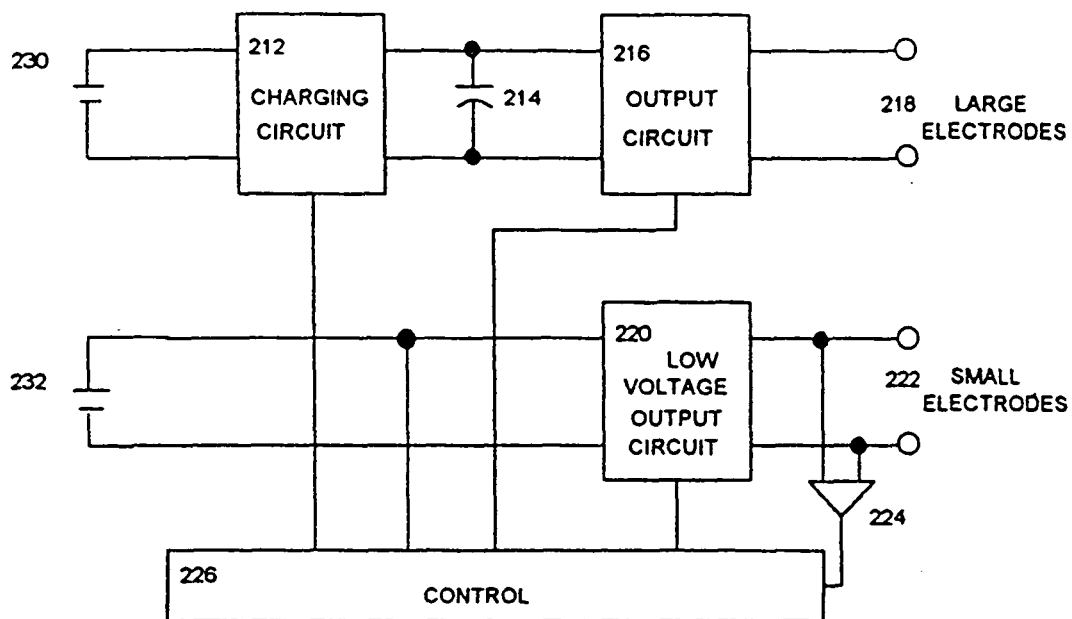 230
212
CHARGING
CIRCUIT
214
216
OUTPUT
CIRCUIT
218 LARGE
ELECTRODES
232
220
LOW
VOLTAGE
OUTPUT
CIRCUIT
222 SMALL
ELECTRODES
224
226
CONTROL